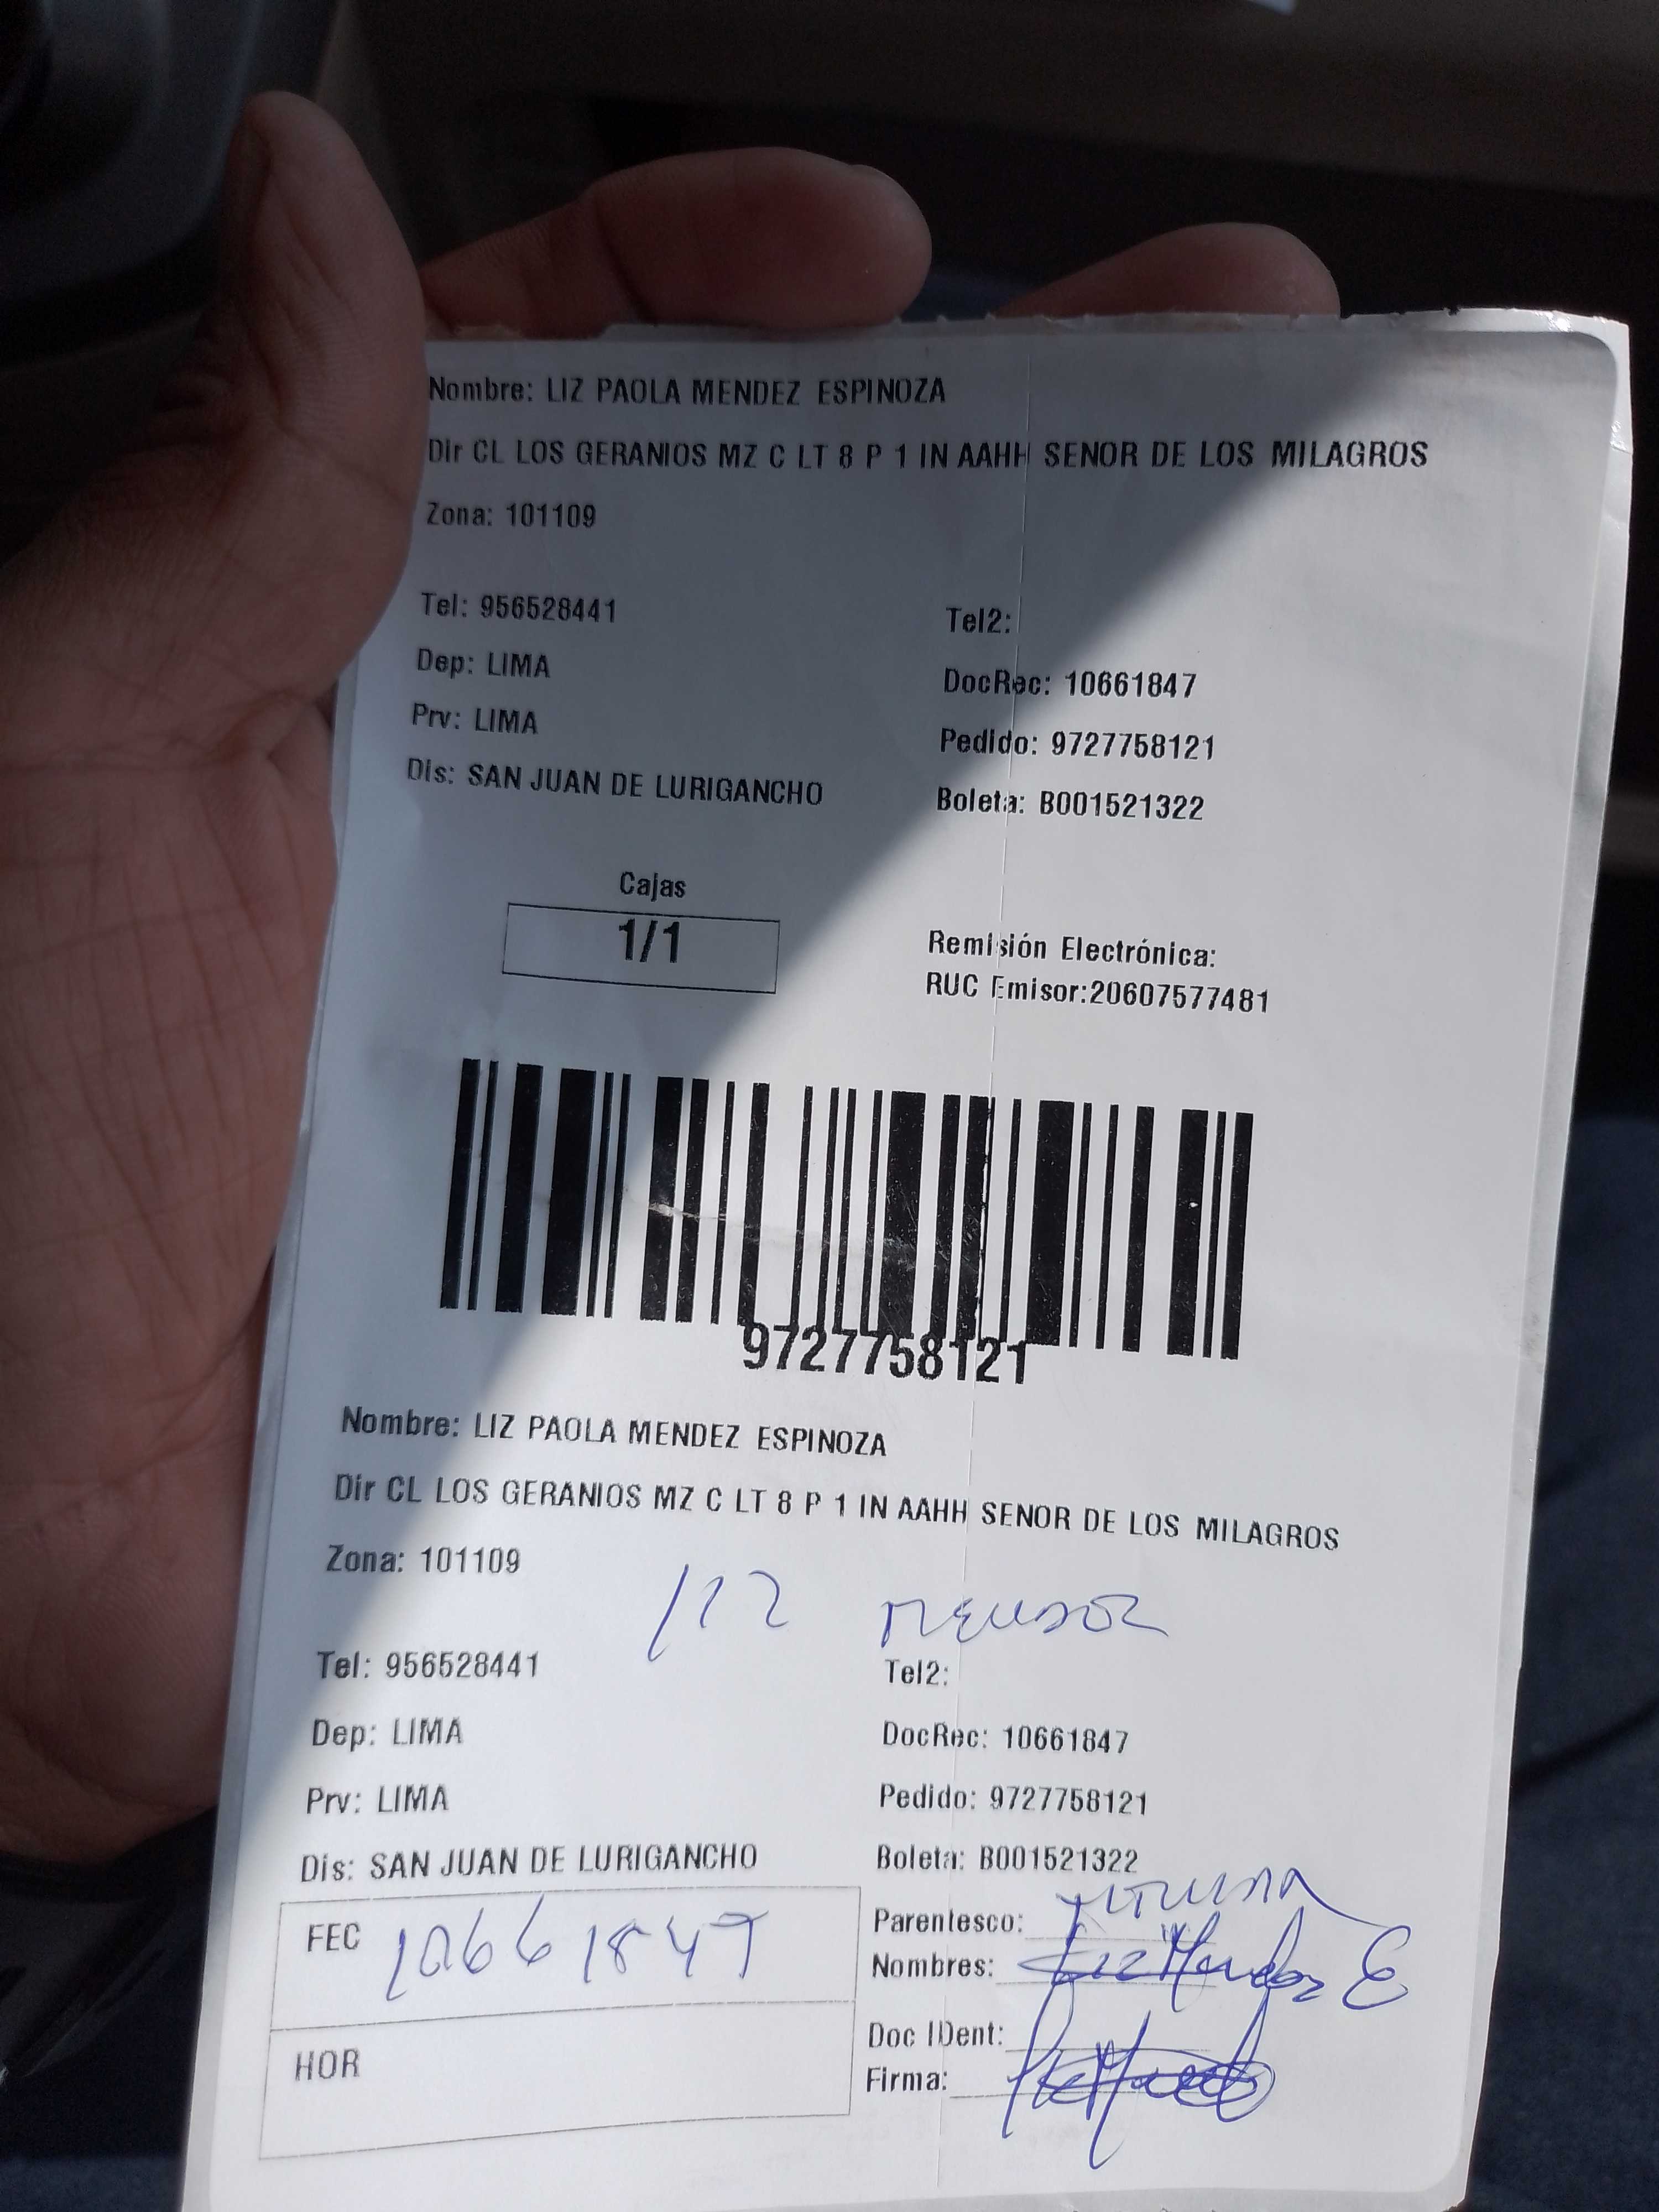 Nombre: LIZ PAOLA MENDEZ ESPINOZA
Dir CL LOS GERANIOS MZ C LT 8 P 1 IN AAHH SENOR DE LOS MILAGROS
Zona: 101109
Tel: 956528441
Tel2:
Dep: LIMA
DocRec: 10661847
Prv: LIMA
Pedido: 9727758121
Dis: SAN JUAN DE LURIGANCHO
Boleta: B001521322
Cajas
1/1
Remisión Electrónica:
RUC Emisor:20607577481
9727758121
Nombre: LIZ PAOLA MENDEZ ESPINOZA
Dir CL LOS GERANIOS MZ C LT 8 P 1 IN AAHH SENOR DE LOS MILAGROS
Zona: 101109
Tel: 956528441
Tel2:
Dep: LIMA
DocRec: 10661847
Prv: LIMA
Pedido: 9727758121
Dis: SAN JUAN DE LURIGANCHO
Boleta: B001521322
FEC 10661847
Parentesco:
Nombres: Liz Mendez E
HOR
Doc IDent:
Firma: